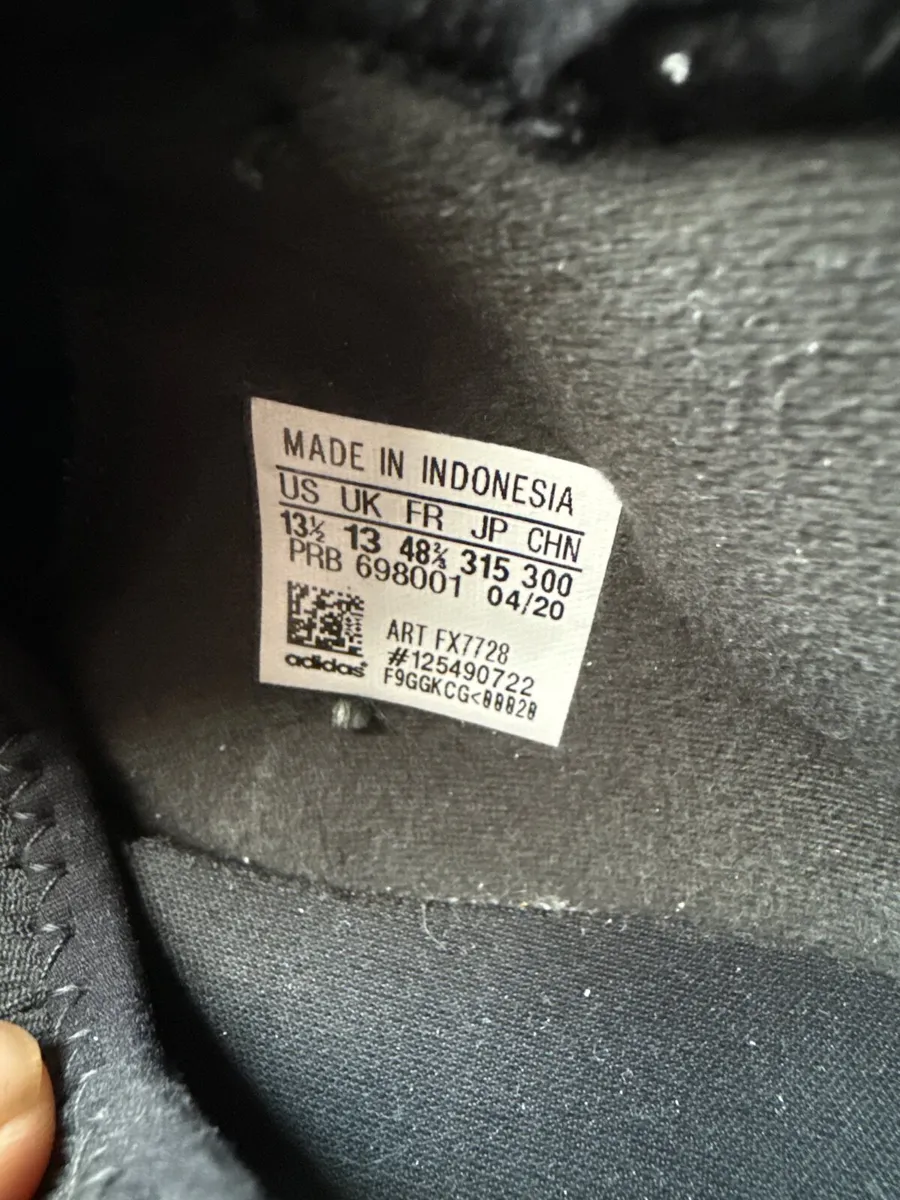 MADE IN INDONESIA
US UK FR JP CHN
13½ 13 48⅔ 315 300
PRB 698001 04/20
ART FX7728
#125490722
adidas F9GGKCG<00020